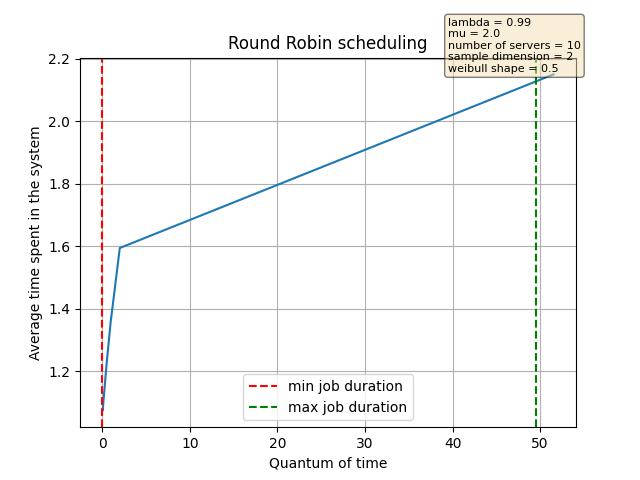 Round Robin scheduling
lambda = 0.99
mu = 2.0
number of servers = 10
sample dimension = 2
weibull shape = 0.5
2.2
2.0
1.8
1.6
1.4
1.2
Average time spent in the system
min job duration
max job duration
0 10 20 30 40 50
Quantum of time